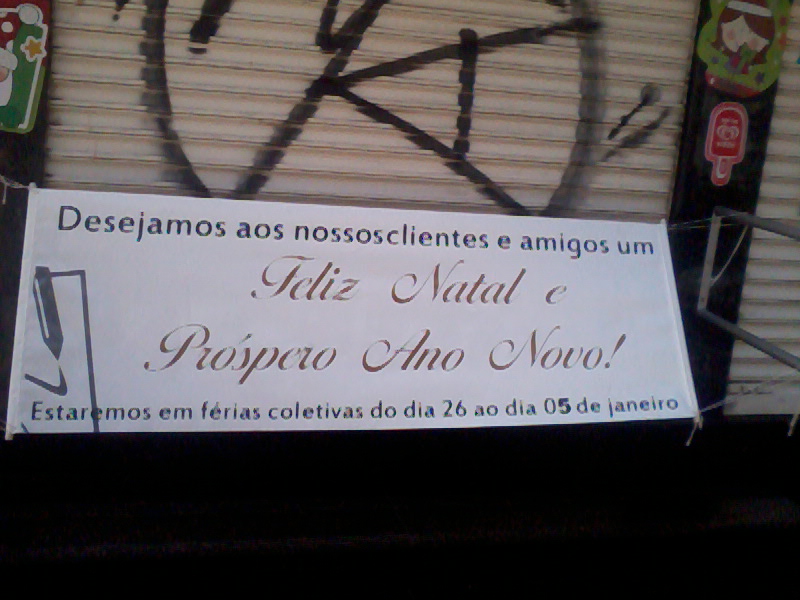 Desejamos aos nossosclientes e amigos um
Feliz Natal e
Próspero Ano Novo!
Estaremos em férias coletivas do dia 26 ao dia 05 de janeiro